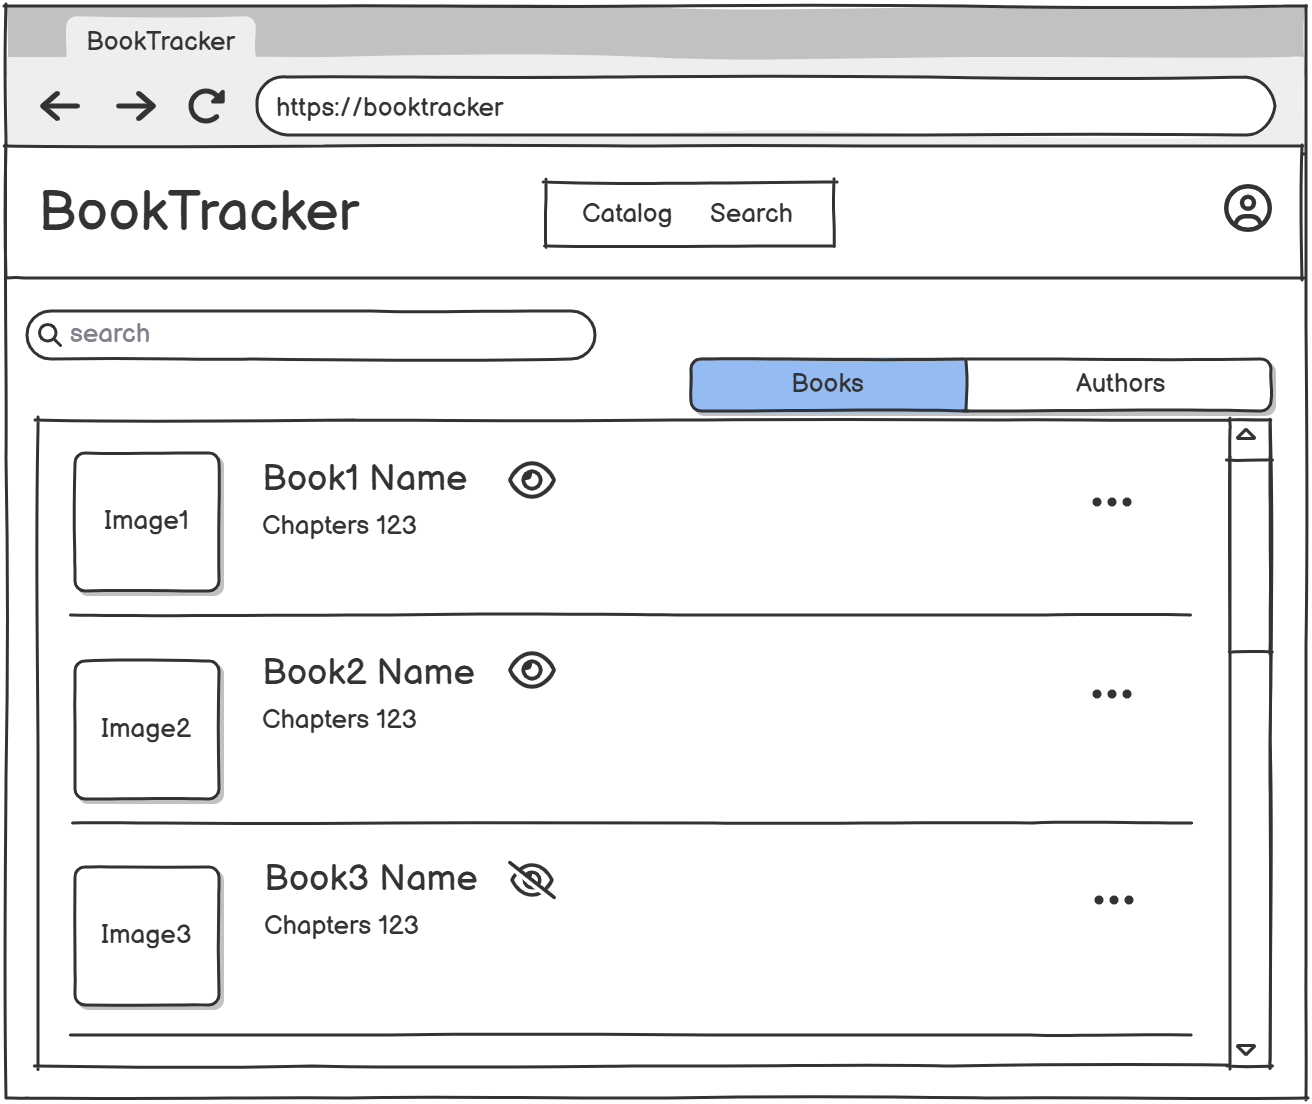 BookTracker
https://booktracker
BookTracker
Catalog Search
search
Books Authors
Image1
Book1 Name
Chapters 123
Image2
Book2 Name
Chapters 123
Image3
Book3 Name
Chapters 123